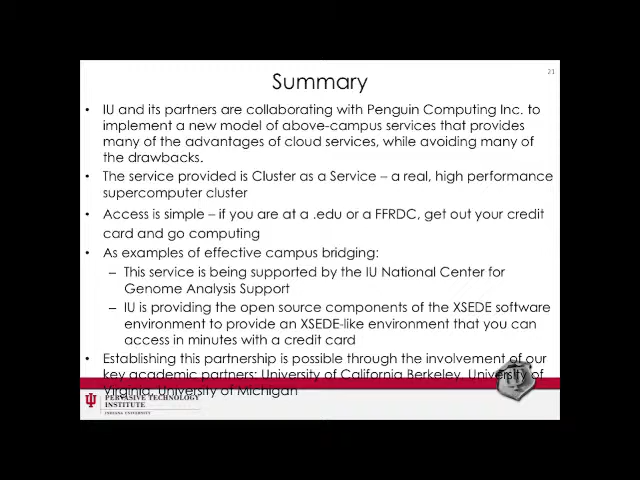 21
Summary
• IU and its partners are collaborating with Penguin Computing Inc. to
implement a new model of above-campus services that provides
many of the advantages of cloud services, while avoiding many of
the drawbacks.
• The service provided is Cluster as a Service – a real, high performance
supercomputer cluster
• Access is simple – if you are at a .edu or a FFRDC, get out your credit
card and go computing
• As examples of effective campus bridging:
– This service is being supported by the IU National Center for
Genome Analysis Support
– IU is providing the open source components of the XSEDE software
environment to provide an XSEDE-like environment that you can
access in minutes with a credit card
• Establishing this partnership is possible through the involvement of our
key academic partners: University of California Berkeley, University of
Virginia, University of Michigan
PERVASIVE TECHNOLOGY
INSTITUTE
INDIANA UNIVERSITY